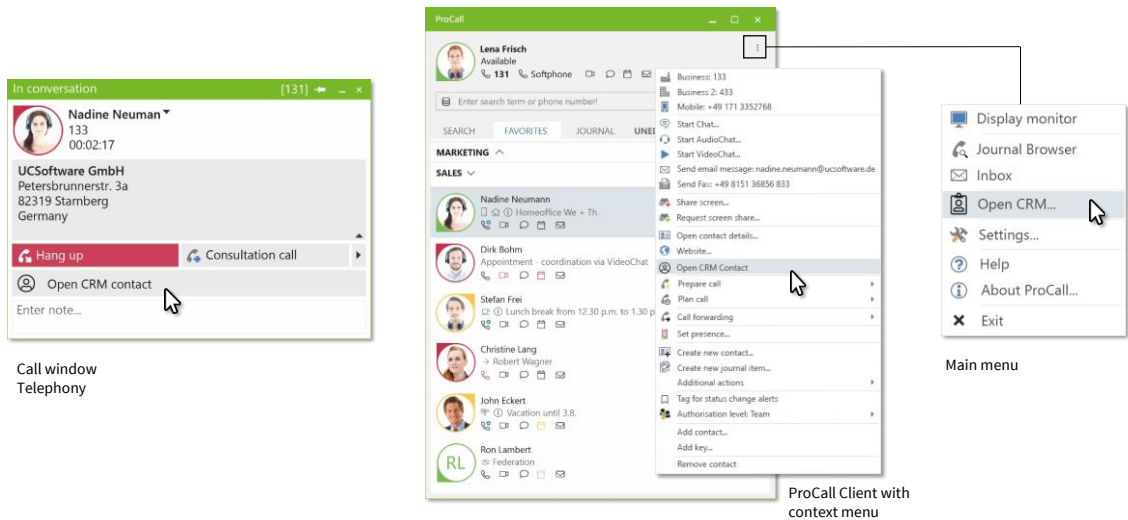 In conversation [131]
Nadine Neuman
133
00:02:17
UCSoftware GmbH
Petersbrunnerstr. 3a
82319 Starnberg
Germany
Hang up
Consultation call
Open CRM contact
Enter note...
Call window
Telephony
ProCall
Lena Frisch
Available
131 Softphone
Enter search term or phone number!
SEARCH FAVORITES JOURNAL UNE
MARKETING
SALES
Nadine Neumann
Homeoffice We + Th
Dirk Bohm
Appointment - coordination via VideoChat
Stefan Frei
Lunch break from 12.30 p.m. to 1.30 p
Christine Lang
→ Robert Wagner
John Eckert
Vacation until 3.8.
RL
Ron Lambert
Federation
Business: 133
Business 2: 433
Mobile: +49 171 3352768
Start Chat...
Start AudioChat...
Start VideoChat...
Send email message: nadine.neumann@ucsoftware.de
Send Fax: +49 8151 36856 833
Share screen...
Request screen share...
Open contact details...
Website...
Open CRM Contact
Prepare call
Plan call
Call forwarding
Set presence...
Create new contact...
Create new journal item...
Additional actions
Tag for status change alerts
Authorisation level: Team
Add contact...
Add key...
Remove contact
ProCall Client with
context menu
Display monitor
Journal Browser
Inbox
Open CRM...
Settings...
Help
About ProCall...
Exit
Main menu